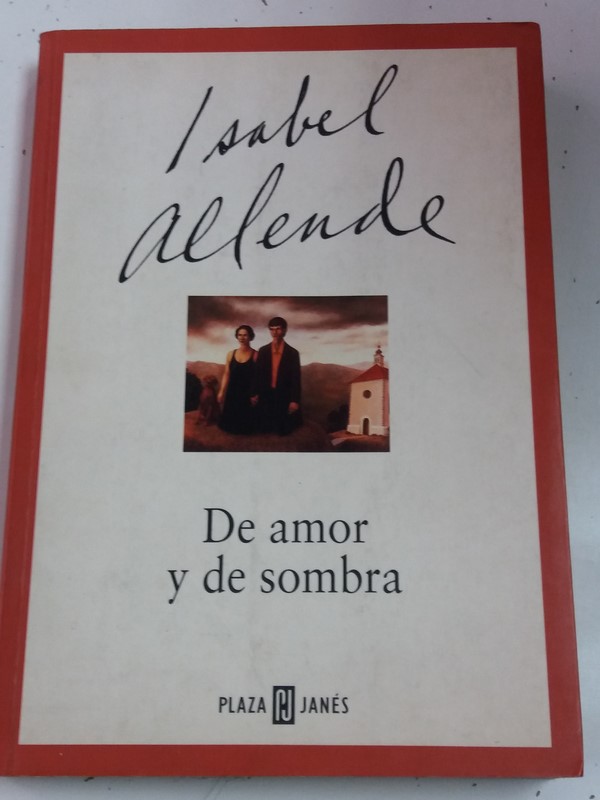 Isabel
Allende
De amor
y de sombra
PLAZA JANÉS